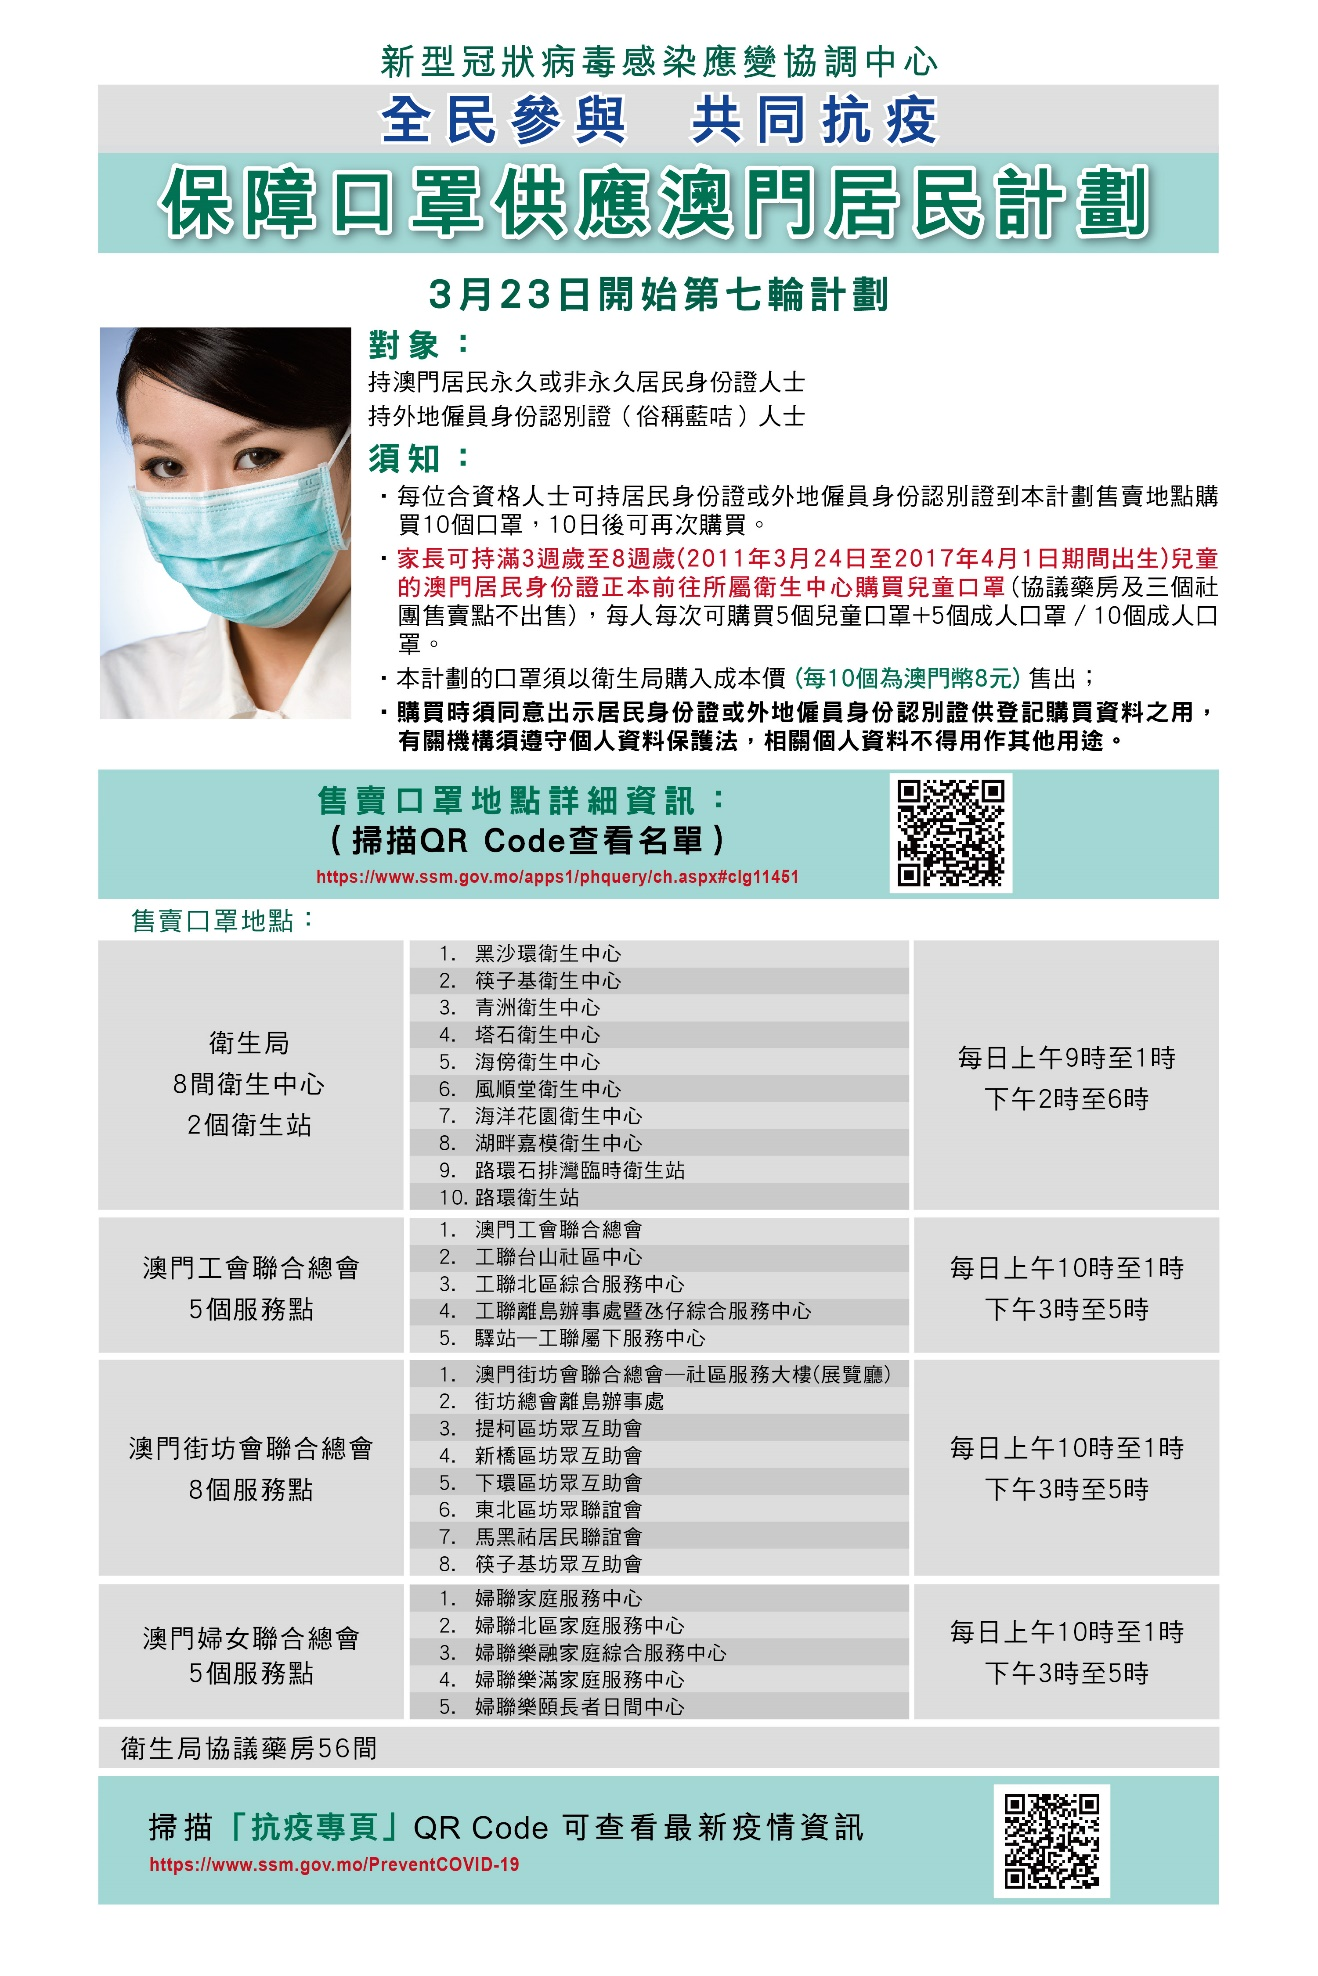 新型冠狀病毒感染應變協調中心
全民參與　共同抗疫
保障口罩供應澳門居民計劃
3月23日開始第七輪計劃
對象：
持澳門居民永久或非永久居民身份證人士
持外地僱員身份認別證（俗稱藍咭）人士
須知：
·每位合資格人士可持居民身份證或外地僱員身份認別證到本計劃售賣地點購
買10個口罩，10日後可再次購買。
·家長可持滿3週歲至8週歲(2011年3月24日至2017年4月1日期間出生)兒童
的澳門居民身份證正本前往所屬衛生中心購買兒童口罩(協議藥房及三個社
團售賣點不出售)，每人每次可購買5個兒童口罩+5個成人口罩／10個成人口
罩。
·本計劃的口罩須以衛生局購入成本價 (每10個為澳門幣8元) 售出；
·購買時須同意出示居民身份證或外地僱員身份認別證供登記購買資料之用，
有關機構須遵守個人資料保護法，相關個人資料不得用作其他用途。
售賣口罩地點詳細資訊：
（掃描QR Code查看名單）
https://www.ssm.gov.mo/apps1/phquery/ch.aspx#clg11451
售賣口罩地點：
衛生局
8間衛生中心
2個衛生站
1. 黑沙環衛生中心
2. 筷子基衛生中心
3. 青洲衛生中心
4. 塔石衛生中心
5. 海傍衛生中心
6. 風順堂衛生中心
7. 海洋花園衛生中心
8. 湖畔嘉模衛生中心
9. 路環石排灣臨時衛生站
10. 路環衛生站
每日上午9時至1時
下午2時至6時
澳門工會聯合總會
5個服務點
1. 澳門工會聯合總會
2. 工聯台山社區中心
3. 工聯北區綜合服務中心
4. 工聯離島辦事處暨氹仔綜合服務中心
5. 驛站—工聯屬下服務中心
每日上午10時至1時
下午3時至5時
澳門街坊會聯合總會
8個服務點
1. 澳門街坊會聯合總會—社區服務大樓(展覽廳)
2. 街坊總會離島辦事處
3. 提柯區坊眾互助會
4. 新橋區坊眾互助會
5. 下環區坊眾互助會
6. 東北區坊眾聯誼會
7. 馬黑祐居民聯誼會
8. 筷子基坊眾互助會
每日上午10時至1時
下午3時至5時
澳門婦女聯合總會
5個服務點
1. 婦聯家庭服務中心
2. 婦聯北區家庭服務中心
3. 婦聯樂融家庭綜合服務中心
4. 婦聯樂滿家庭服務中心
5. 婦聯樂頤長者日間中心
每日上午10時至1時
下午3時至5時
衛生局協議藥房56間
掃描「抗疫專頁」QR Code 可查看最新疫情資訊
https://www.ssm.gov.mo/PreventCOVID-19